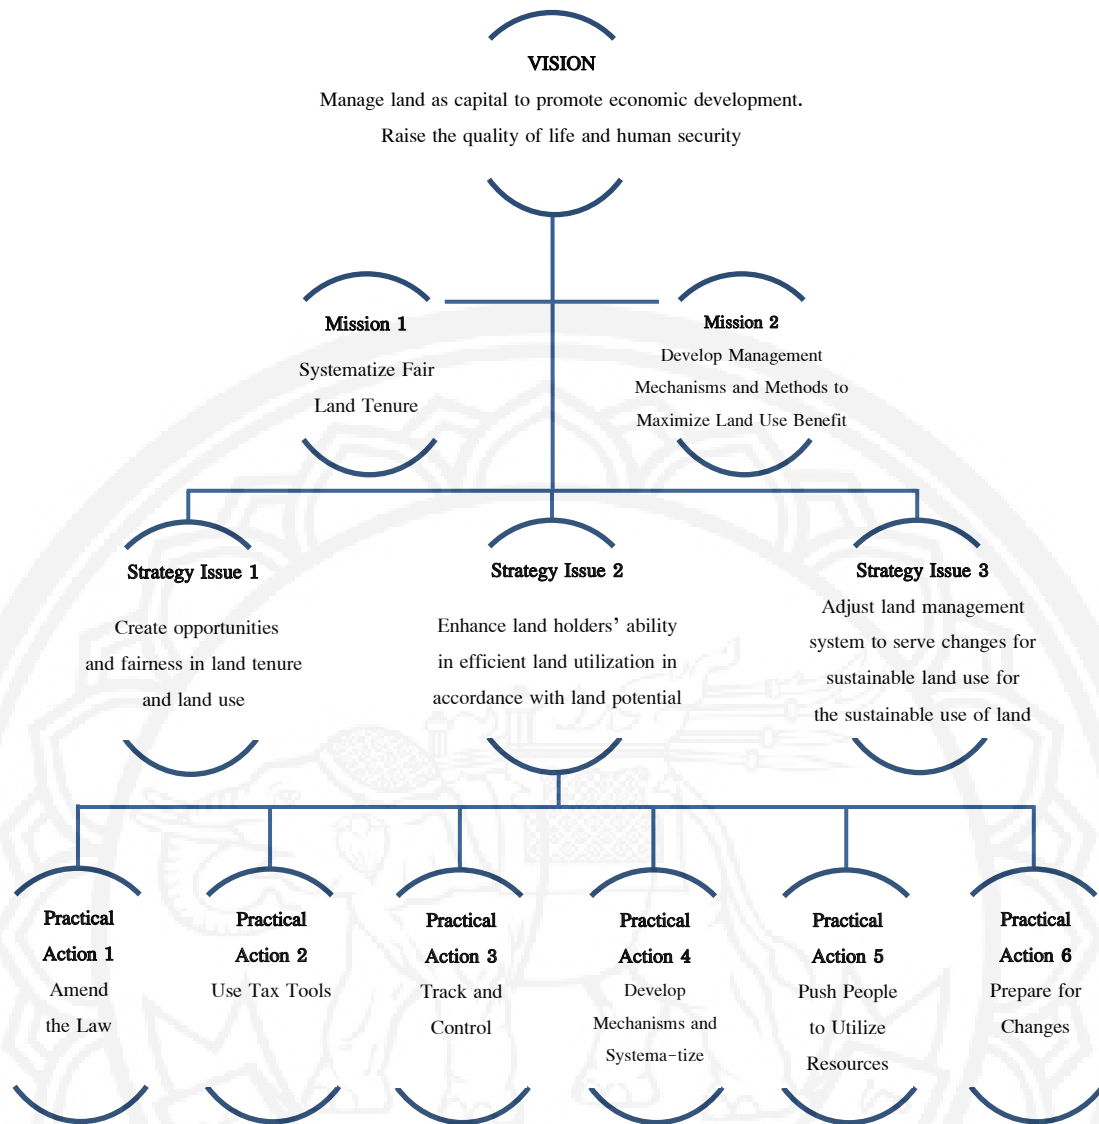 VISION
Manage land as capital to promote economic development.
Raise the quality of life and human security
Mission 1
Systematize Fair
Land Tenure
Mission 2
Develop Management
Mechanisms and Methods to
Maximize Land Use Benefit
Strategy Issue 1
Create opportunities
and fairness in land tenure
and land use
Strategy Issue 2
Enhance land holders’ ability
in efficient land utilization in
accordance with land potential
Strategy Issue 3
Adjust land management
system to serve changes for
sustainable land use for
the sustainable use of land
Practical
Action 1
Amend
the Law
Practical
Action 2
Use Tax Tools
Practical
Action 3
Track and
Control
Practical
Action 4
Develop
Mechanisms and
Systema-tize
Practical
Action 5
Push People
to Utilize
Resources
Practical
Action 6
Prepare for
Changes